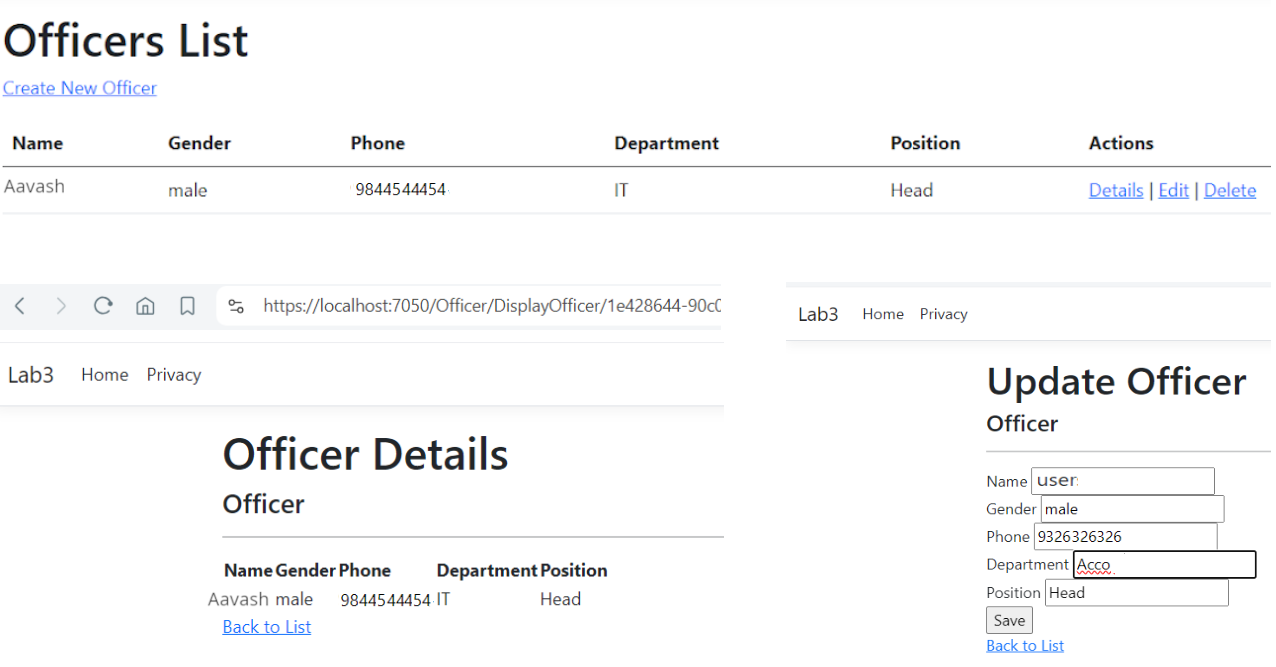 Officers List
Create New Officer
Name Gender Phone Department Position Actions
Aavash male 9844544454 IT Head Details | Edit | Delete
https://localhost:7050/Officer/DisplayOfficer/1e428644-90c0
Lab3 Home Privacy
Officer Details
Officer
Name Gender Phone Department Position
Aavash male 9844544454 IT Head
Back to List
Lab3 Home Privacy
Update Officer
Officer
Name user
Gender male
Phone 9326326326
Department Acco
Position Head
Save
Back to List